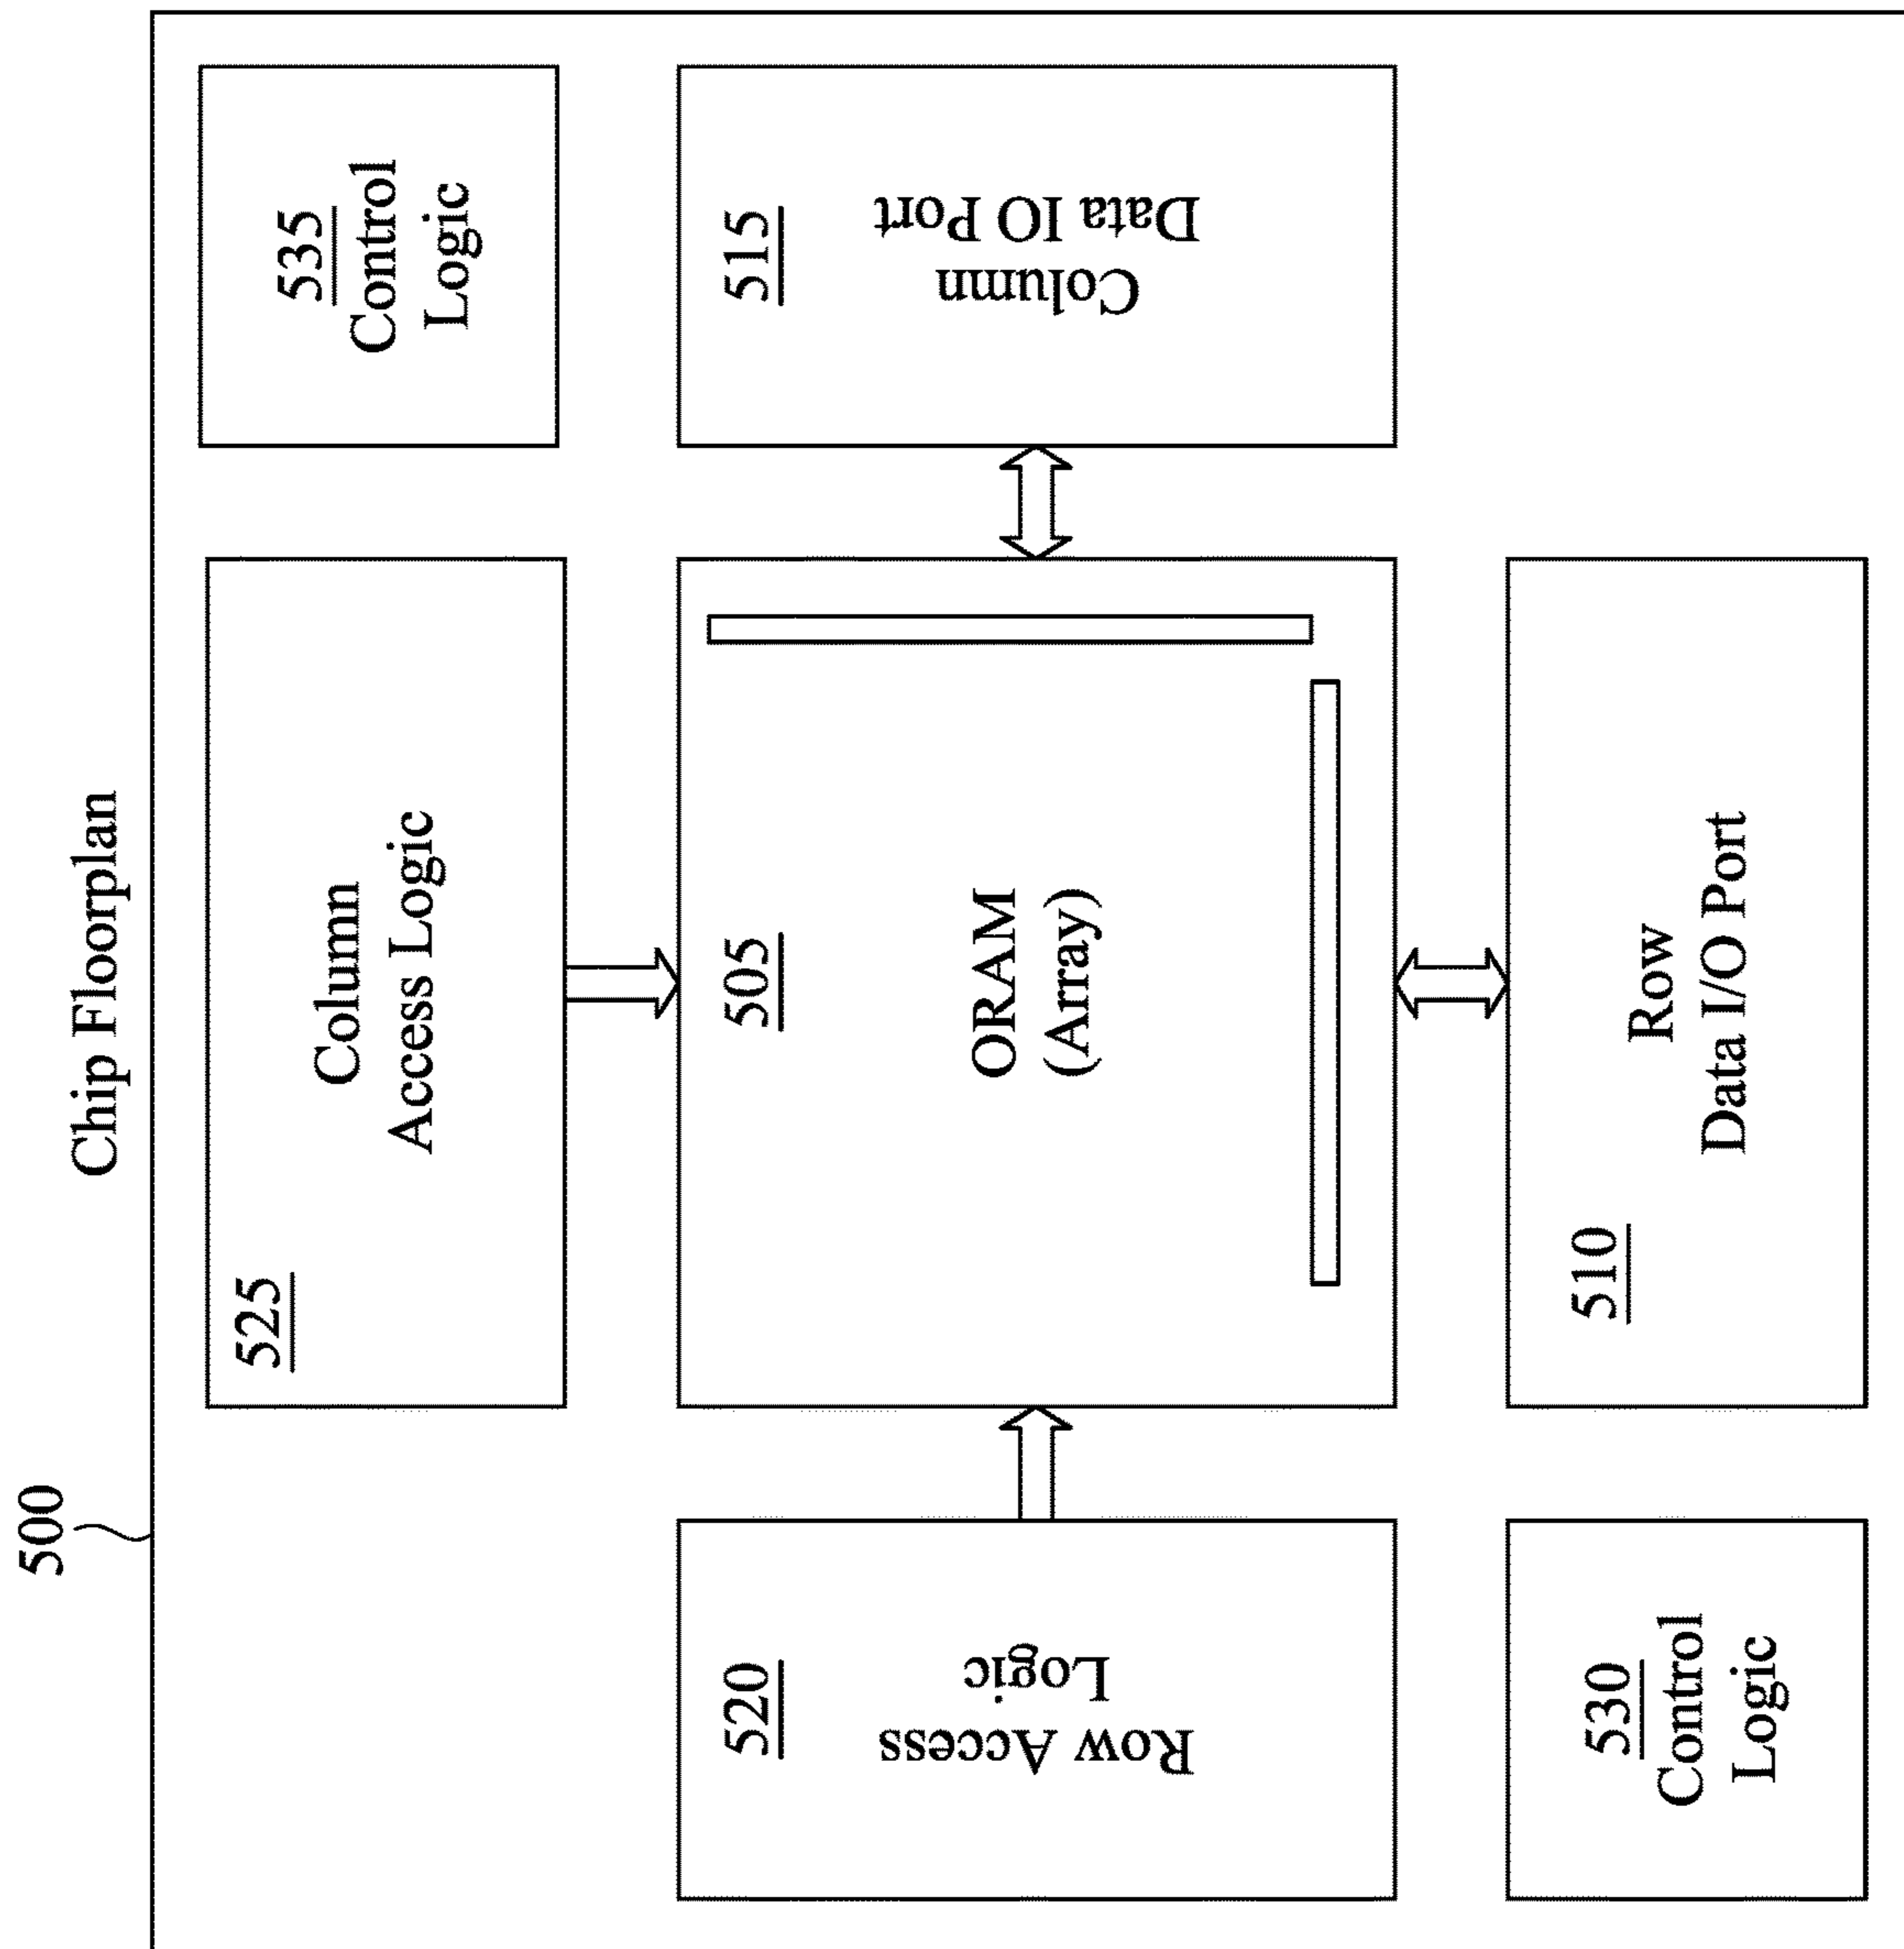 Chip Floorplan
500
525
Column
Access Logic
535
Control
Logic
520
Row Access
Logic
505
ORAM
(Array)
515
Column
Data IO Port
530
Control
Logic
510
Row
Data I/O Port